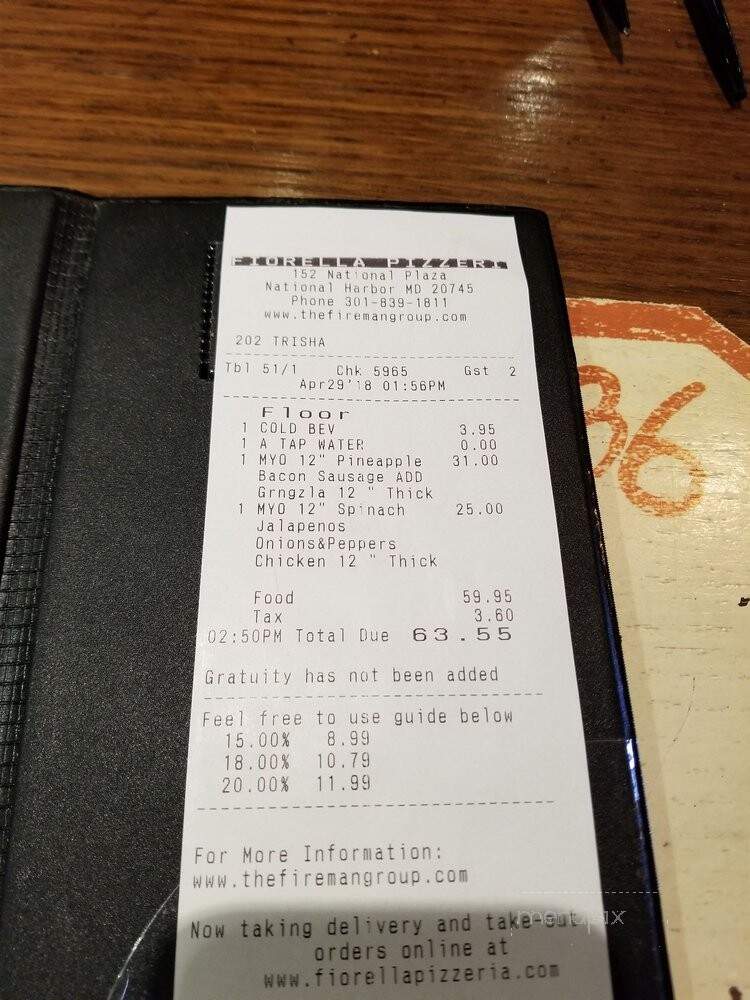 FIORELLA PIZZERI
152 National Plaza
National Harbor MD 20745
Phone 301-839-1811
www.thefiremangroup.com
202 TRISHA
Tbl 51/1 Chk 5965 Gst 2
Apr29'18 01:56PM
Floor
1 COLD BEV 3.95
1 A TAP WATER 0.00
1 MYO 12" Pineapple 31.00
Bacon Sausage ADD
Grngzla 12 " Thick
1 MYO 12" Spinach 25.00
Jalapenos
Onions&Peppers
Chicken 12 " Thick
Food 59.95
Tax 3.60
02:50PM Total Due 63.55
Gratuity has not been added
Feel free to use guide below
15.00% 8.99
18.00% 10.79
20.00% 11.99
For More Information:
www.thefiremangroup.com
Now taking delivery and take-out
orders online at
www.fiorellapizzeria.com
36
menupix